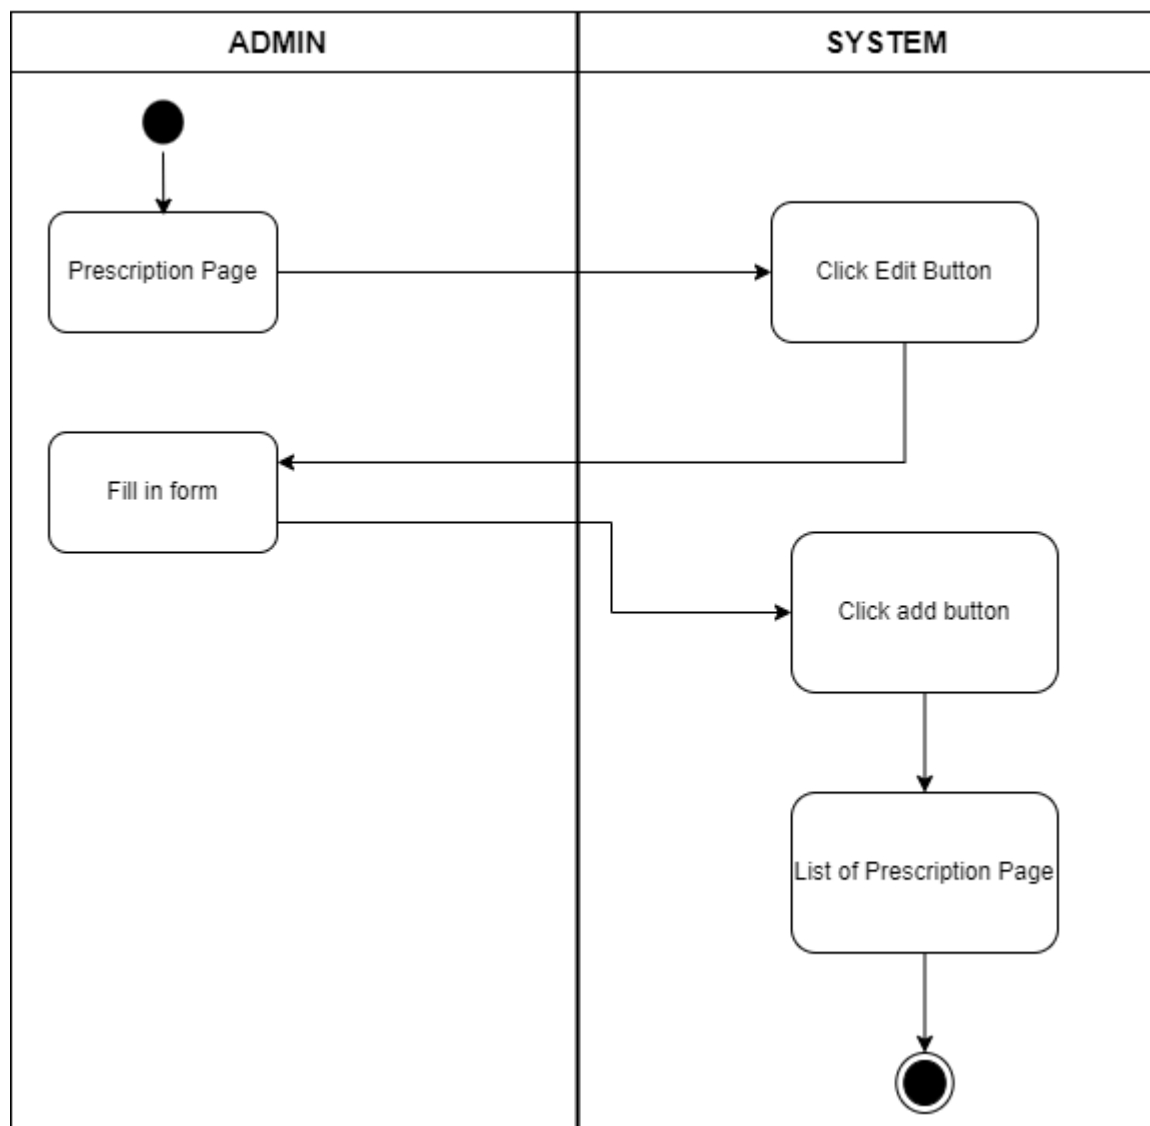 ADMIN
SYSTEM
Prescription Page
Click Edit Button
Fill in form
Click add button
List of Prescription Page